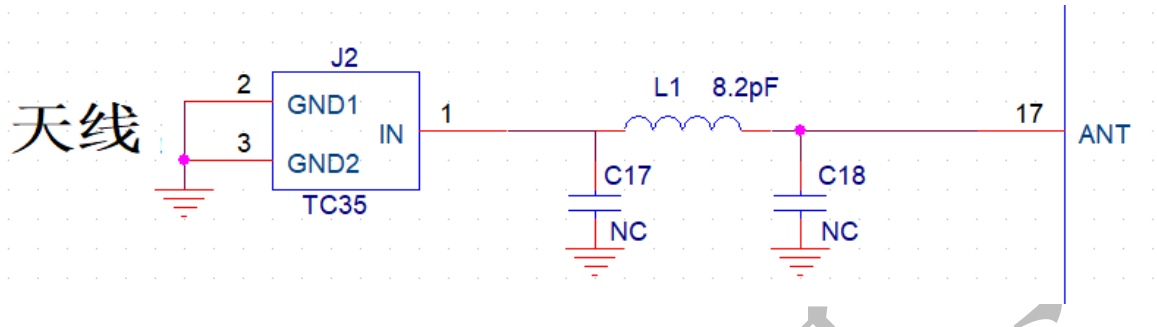 J2
天线
2
GND1
IN
1
3
GND2
TC35
L1 8.2pF
C17
NC
C18
NC
17
ANT